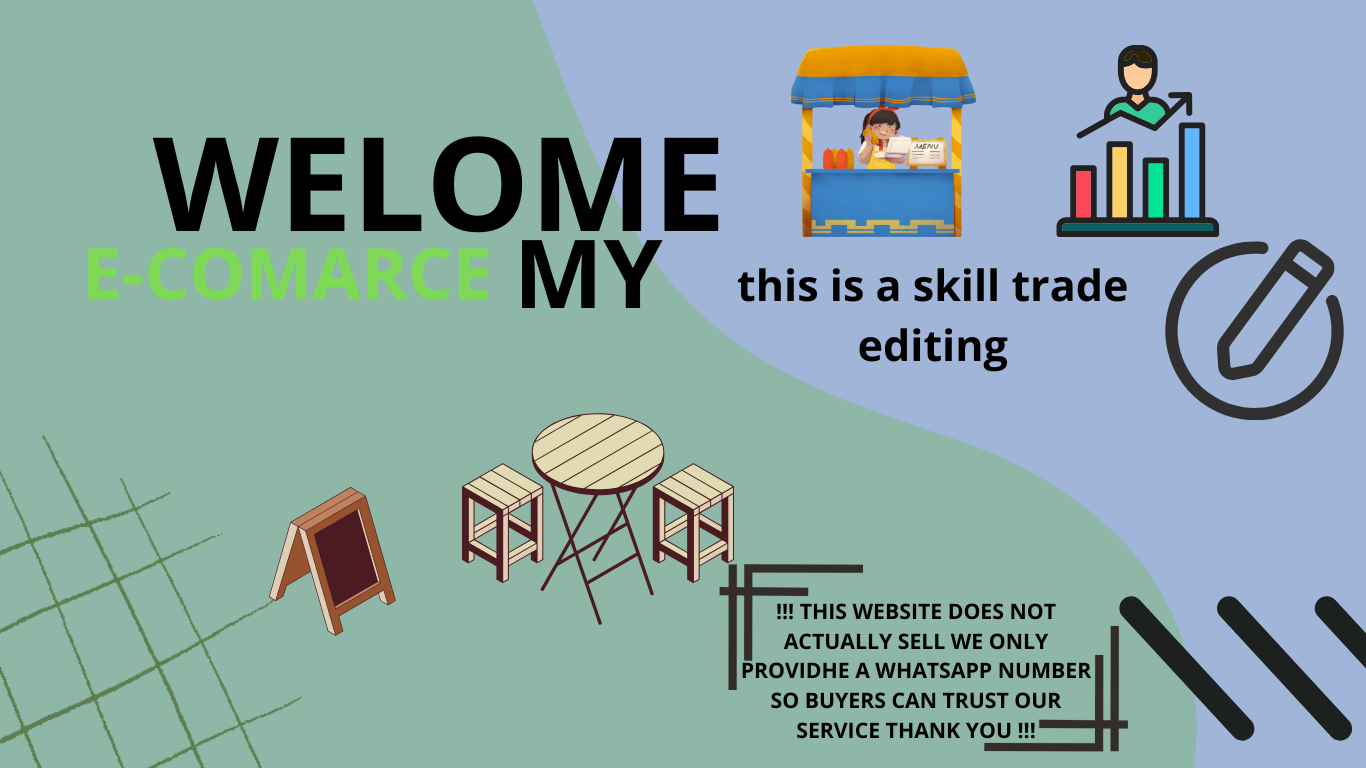 WELOME
E-COMARCE MY
MENU
this is a skill trade
editing
!!! THIS WEBSITE DOES NOT
ACTUALLY SELL WE ONLY
PROVIDHE A WHATSAPP NUMBER
SO BUYERS CAN TRUST OUR
SERVICE THANK YOU !!!